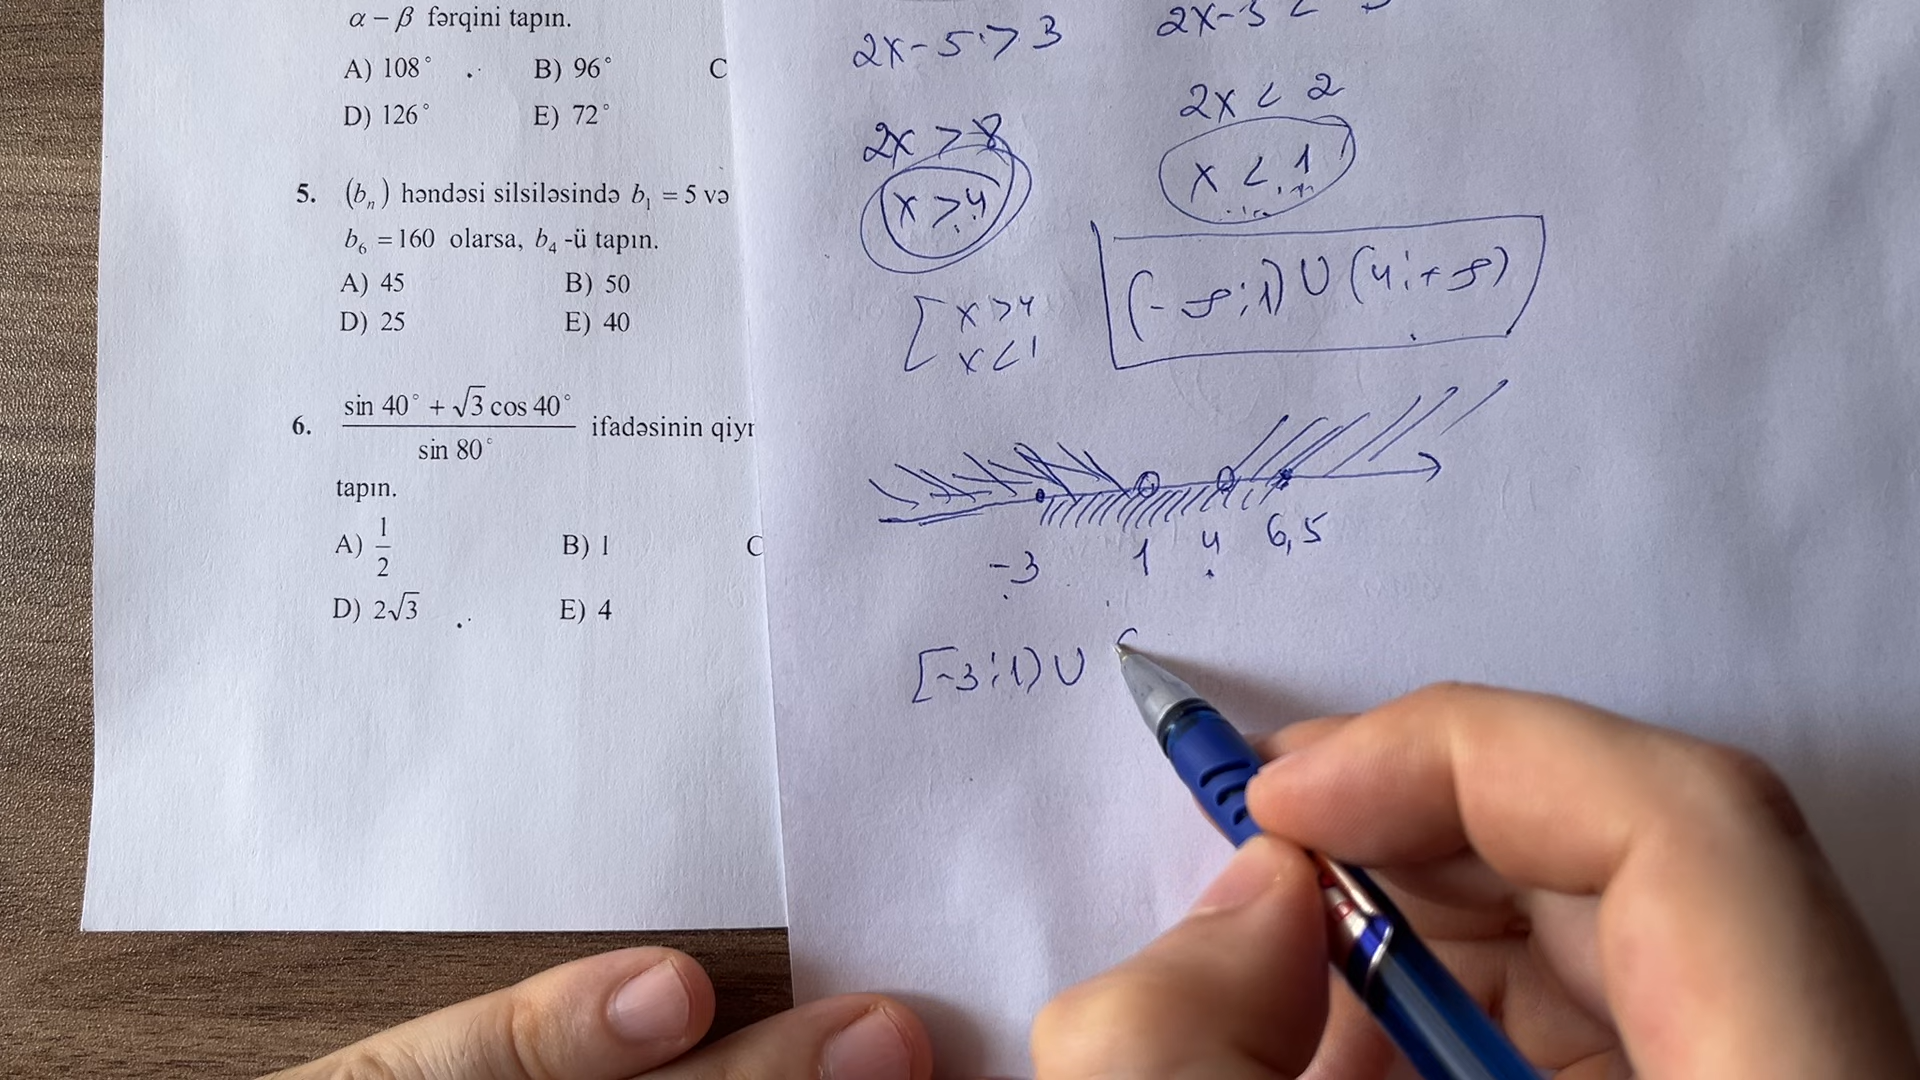 α − β fərqini tapın.
A) 108° B) 96° C
D) 126° E) 72°
5. (bₙ) həndəsi silsiləsində b₁ = 5 və
b₆ = 160 olarsa, b₄ -ü tapın.
A) 45 B) 50
D) 25 E) 40
6. (sin 40° + √3 cos 40°)/(sin 80°) ifadəsinin
tapın.
A) 1/2 B) 1 C
D) 2√3 E) 4
2x-5>3
2x > 8
x > 4
2x < 2
x < 1
[ x>4
x<1
(-∞;1) ∪ (4;+∞)
-3 1 4 6,5
[-3;1) ∪